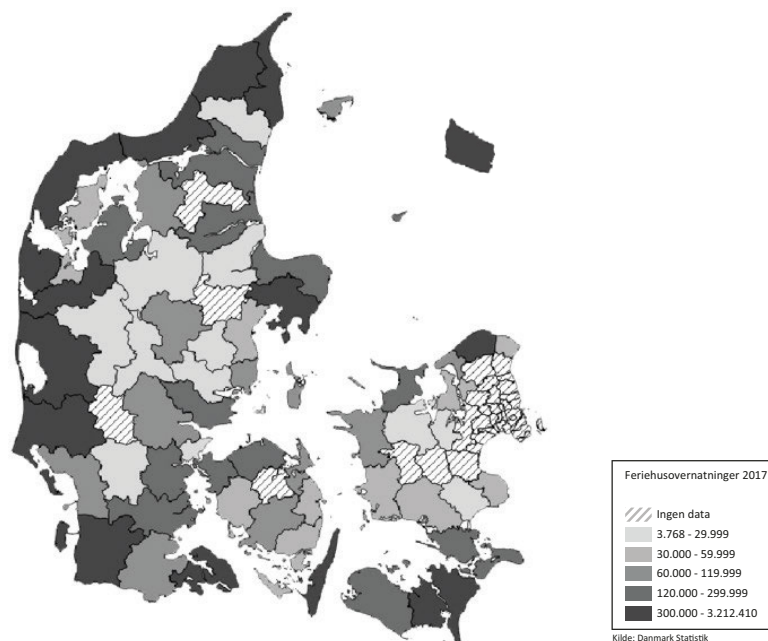 Feriehusovernatninger 2017
Ingen data
3.768 - 29.999
30.000 - 59.999
60.000 - 119.999
120.000 - 299.999
300.000 - 3.212.410
Kilde: Danmark Statistik